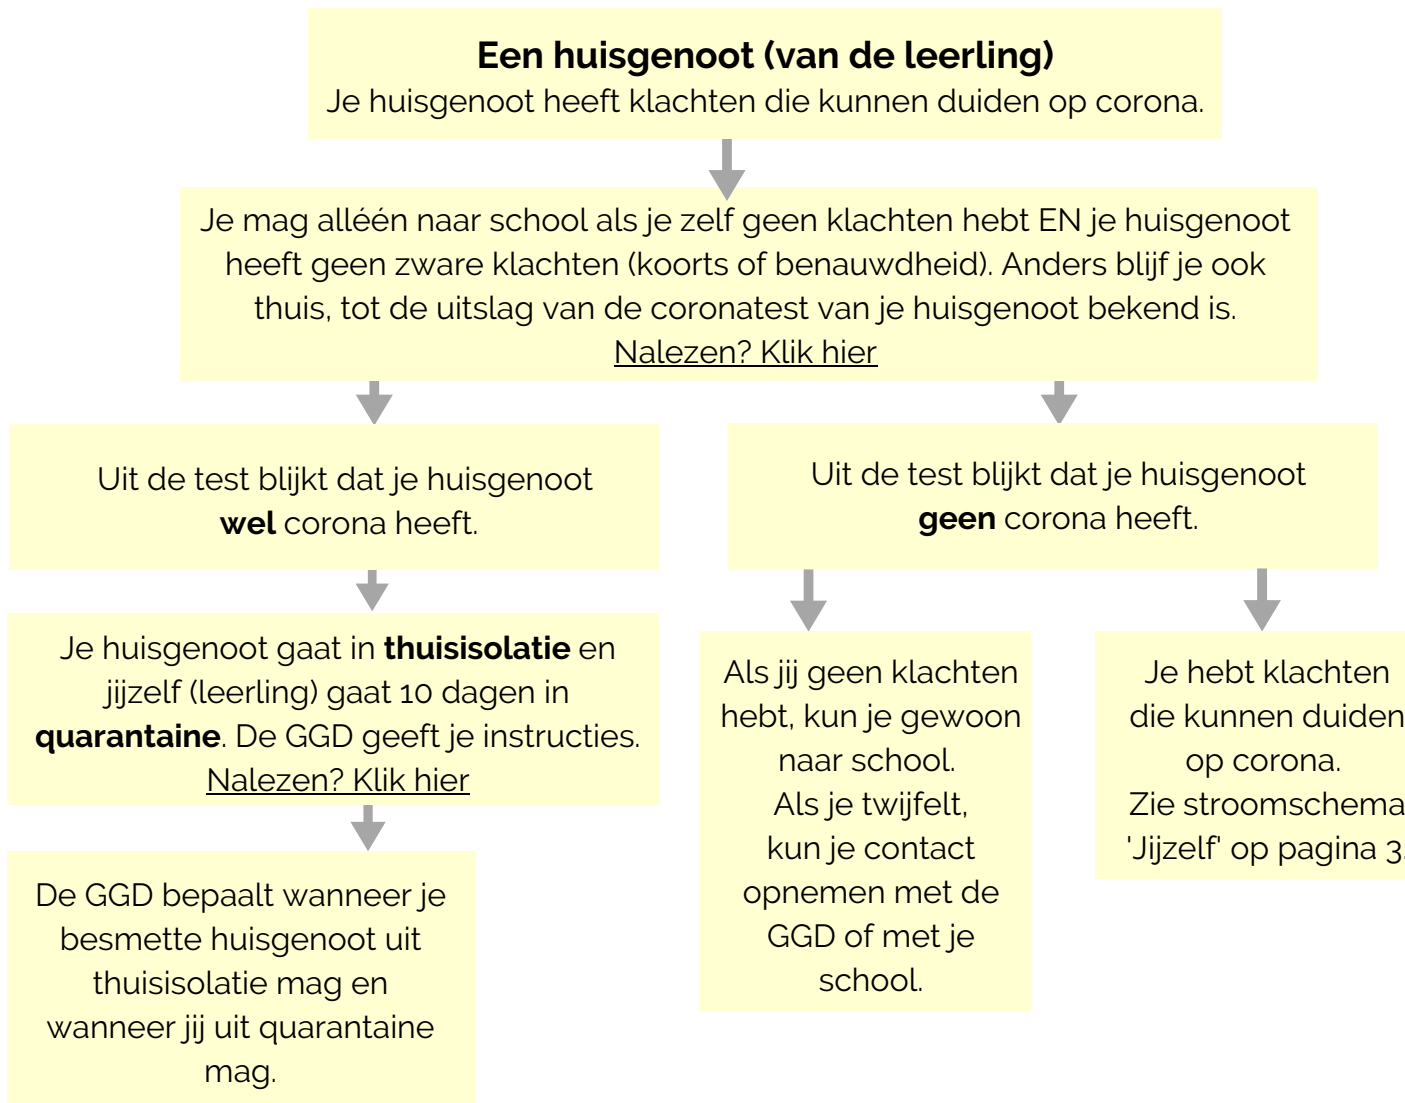 Een huisgenoot (van de leerling)
Je huisgenoot heeft klachten die kunnen duiden op corona.
Je mag alléén naar school als je zelf geen klachten hebt EN je huisgenoot
heeft geen zware klachten (koorts of benauwdheid). Anders blijf je ook
thuis, tot de uitslag van de coronatest van je huisgenoot bekend is.
Nalezen? Klik hier
Uit de test blijkt dat je huisgenoot
wel corona heeft.
Je huisgenoot gaat in thuisisolatie en
jijzelf (leerling) gaat 10 dagen in
quarantaine. De GGD geeft je instructies.
Nalezen? Klik hier
De GGD bepaalt wanneer je
besmette huisgenoot uit
thuisisolatie mag en
wanneer jij uit quarantaine
mag.
Uit de test blijkt dat je huisgenoot
geen corona heeft.
Als jij geen klachten
hebt, kun je gewoon
naar school.
Als je twijfelt,
kun je contact
opnemen met de
GGD of met je
school.
Je hebt klachten
die kunnen duiden
op corona.
Zie stroomschema
'Jijzelf' op pagina 3.